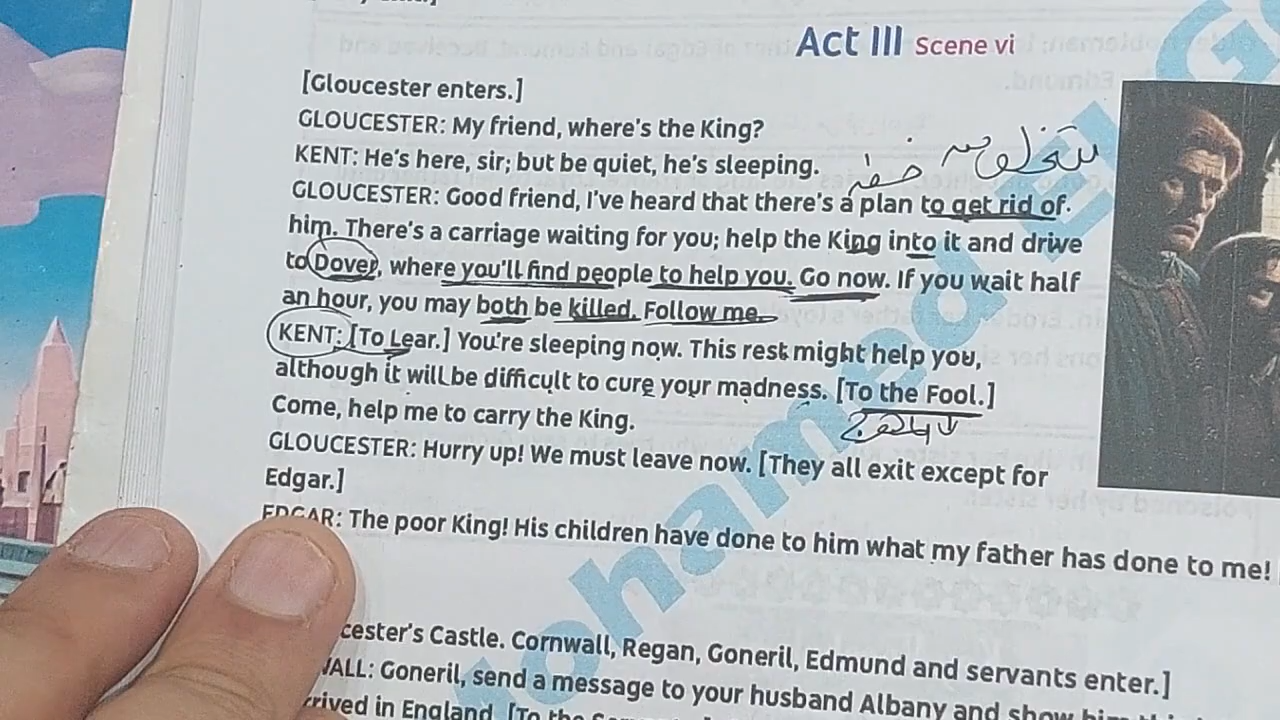 Act III Scene vi
[Gloucester enters.]
GLOUCESTER: My friend, where's the King?
KENT: He's here, sir; but be quiet, he's sleeping.
GLOUCESTER: Good friend, I've heard that there's a plan to get rid of
him. There's a carriage waiting for you; help the King into it and drive
to Dover, where you'll find people to help you. Go now. If you wait half
an hour, you may both be killed. Follow me.
KENT: [To Lear.] You're sleeping now. This rest might help you,
although it will be difficult to cure your madness. [To the Fool.]
Come, help me to carry the King.
GLOUCESTER: Hurry up! We must leave now. [They all exit except for
Edgar.]
EDGAR: The poor King! His children have done to him what my father has done to me!
cester's Castle. Cornwall, Regan, Goneril, Edmund and servants enter.]
WALL: Goneril, send a message to your husband Albany and show him
rrived in England. [To the
Mohamed